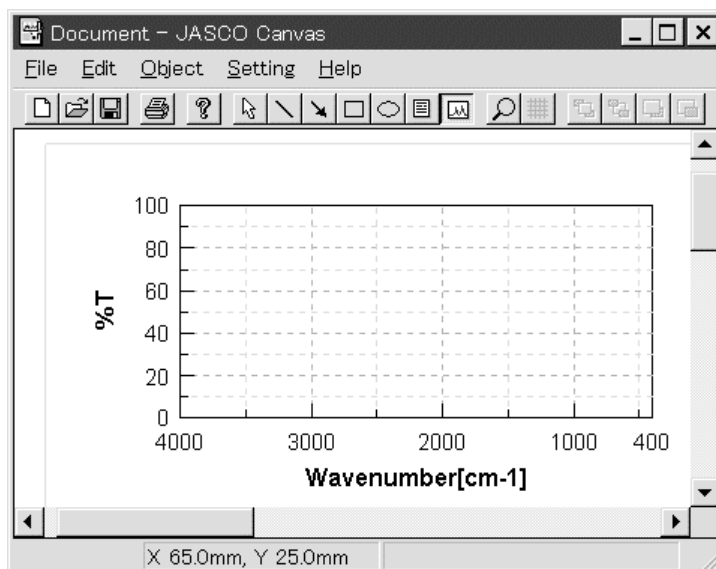 Document - JASCO Canvas
File Edit Object Setting Help
100
80
60
40
20
0
%T
4000 3000 2000 1000 400
Wavenumber[cm-1]
X 65.0mm, Y 25.0mm